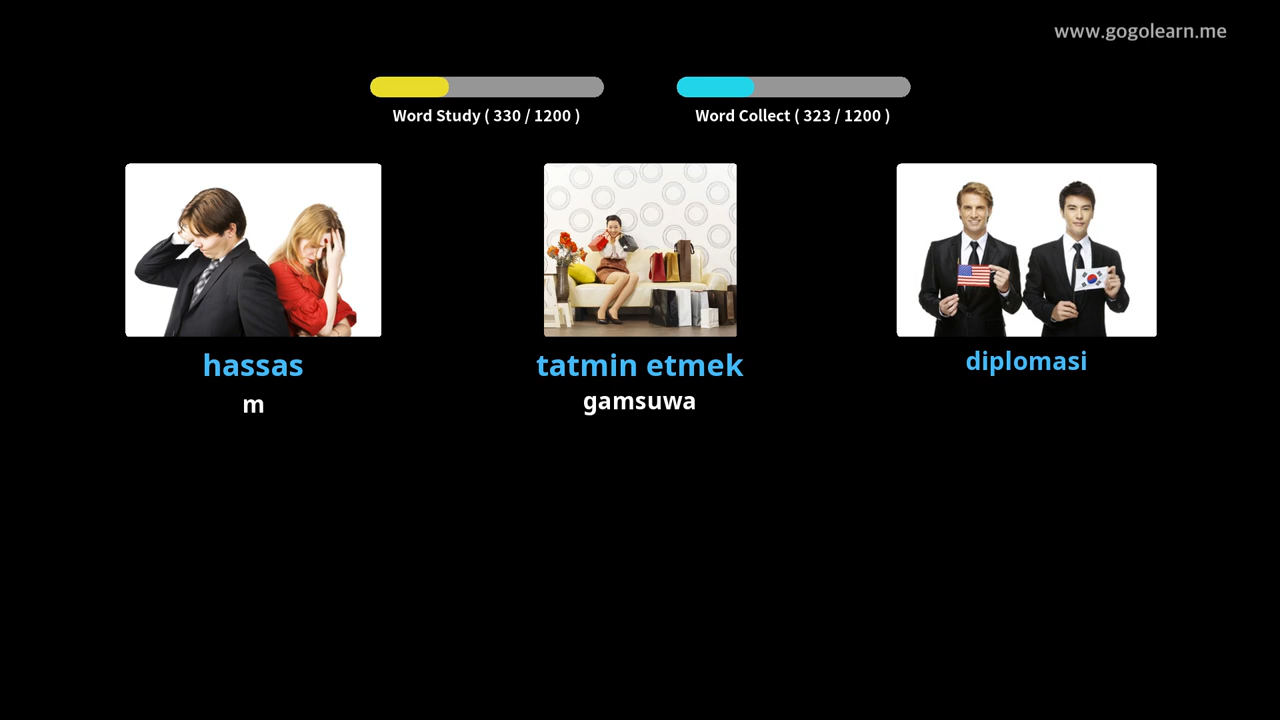 www.gogolearn.me
Word Study ( 330 / 1200 )
Word Collect ( 323 / 1200 )
hassas
m
tatmin etmek
gamsuwa
diplomasi